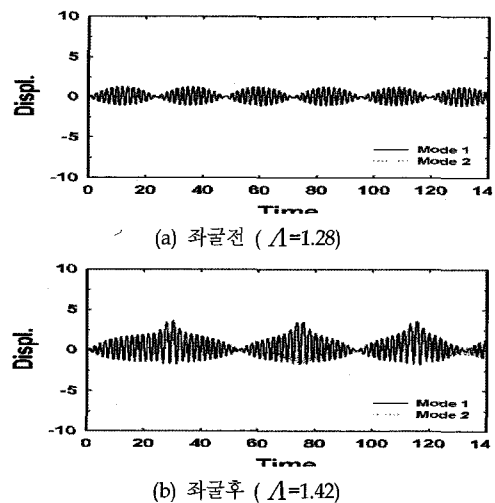 10
5
0
-5
-10
Displ.
Mode 1
Mode 2
0 20 40 60 80 100 120 14
Time
(a) 좌굴전 ( Λ=1.28)
10
5
0
-5
-10
Displ.
Mode 1
Mode 2
0 20 40 60 80 100 120 14
Time
(b) 좌굴후 ( Λ=1.42)